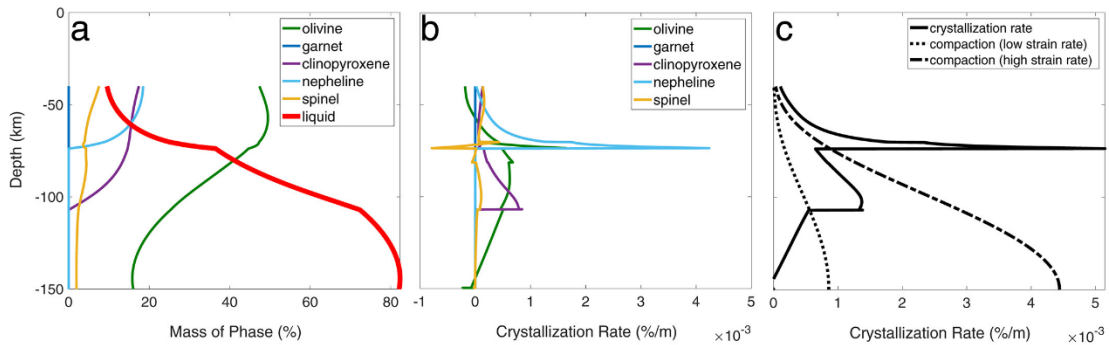 a
olivine
garnet
clinopyroxene
nepheline
spinel
liquid
0
-50
-100
-150
Depth (km)
0 20 40 60 80
Mass of Phase (%)
b
olivine
garnet
clinopyroxene
nepheline
spinel
-1 0 1 2 3 4 5
×10⁻³
Crystallization Rate (%/m)
c
crystallization rate
compaction (low strain rate)
compaction (high strain rate)
0 1 2 3 4 5
×10⁻³
Crystallization Rate (%/m)